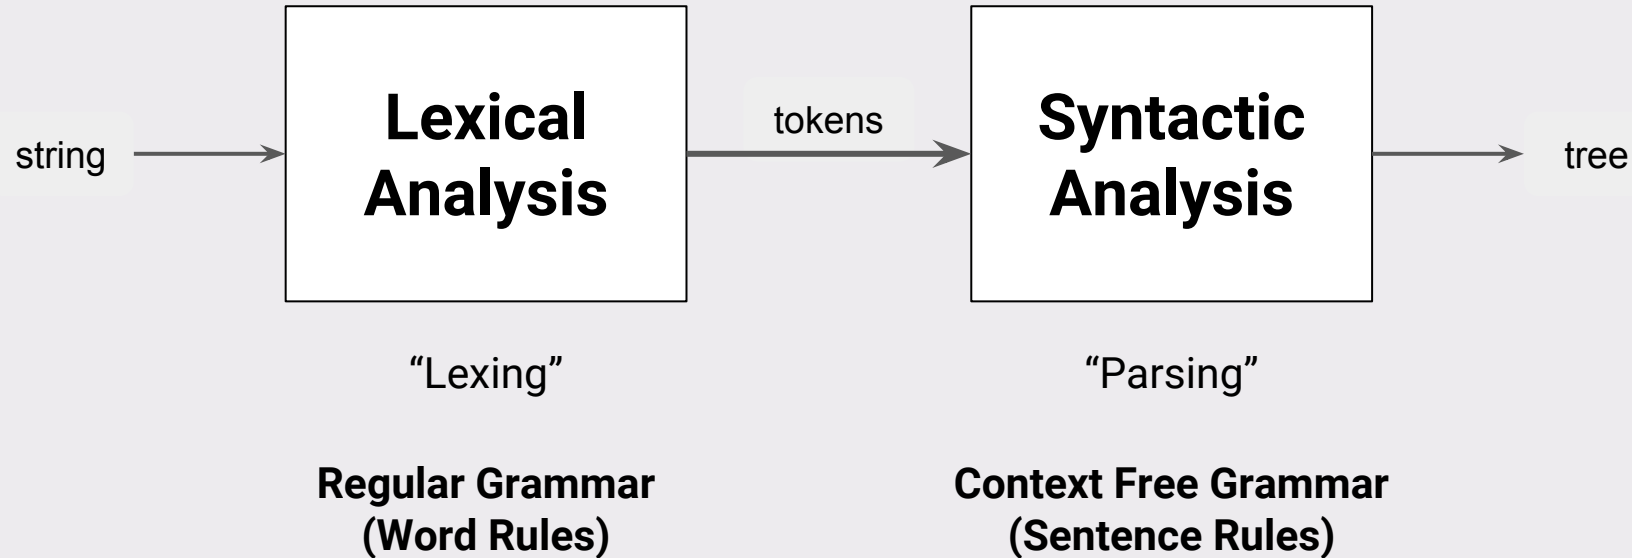 string
Lexical
Analysis
tokens
Syntactic
Analysis
tree
“Lexing”
“Parsing”
Regular Grammar
(Word Rules)
Context Free Grammar
(Sentence Rules)